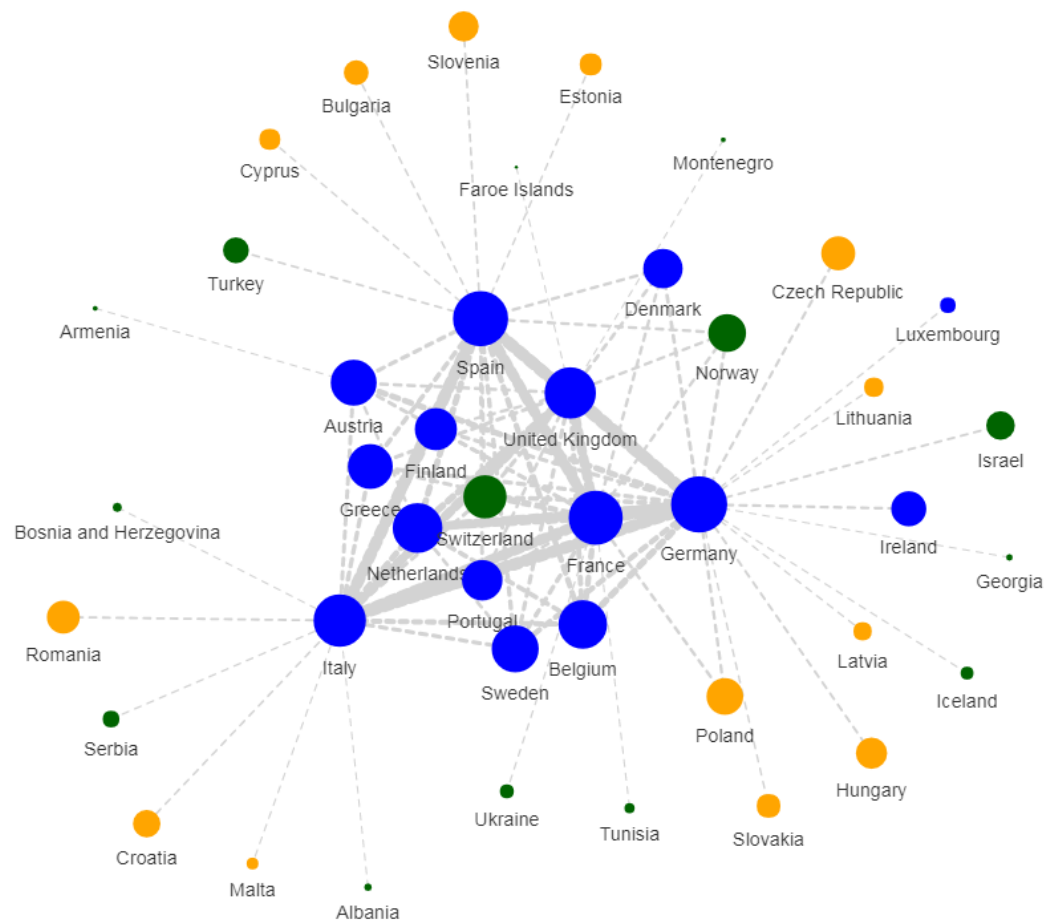 Slovenia
Estonia
Bulgaria
Cyprus
Montenegro
Faroe Islands
Turkey
Czech Republic
Denmark
Luxembourg
Armenia
Spain
Norway
Lithuania
Austria
United Kingdom
Finland
Israel
Greece
Bosnia and Herzegovina
Switzerland
Ireland
Germany
France
Netherlands
Georgia
Portugal
Romania
Latvia
Italy
Belgium
Sweden
Iceland
Poland
Serbia
Hungary
Ukraine
Tunisia
Slovakia
Croatia
Malta
Albania